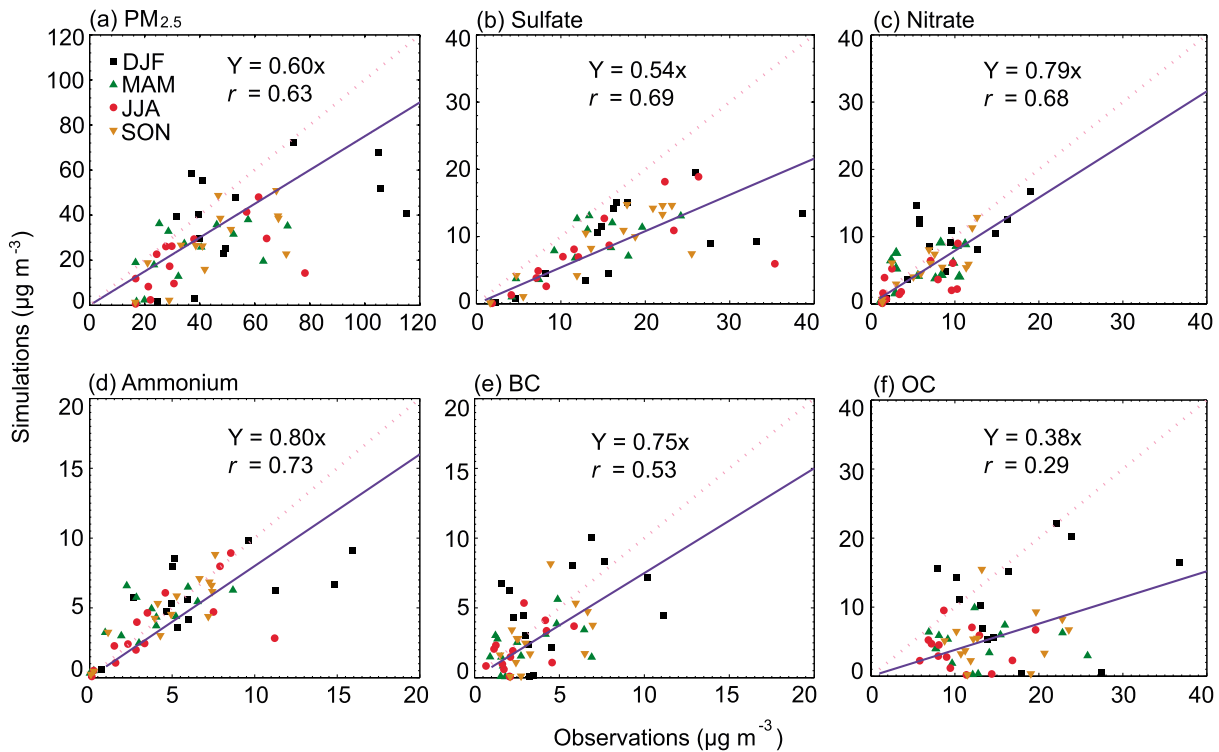 (a) PM2.5
(b) Sulfate
(c) Nitrate
120
100
80
60
40
20
0
DJF
MAM
JJA
SON
Y = 0.60x
r = 0.63
0 20 40 60 80 100 120
40
30
20
10
0
Y = 0.54x
r = 0.69
0 10 20 30 40
40
30
20
10
0
Y = 0.79x
r = 0.68
0 10 20 30 40
Simulations (µg m-3)
(d) Ammonium
(e) BC
(f) OC
20
15
10
5
0
Y = 0.80x
r = 0.73
0 5 10 15 20
20
15
10
5
0
Y = 0.75x
r = 0.53
0 5 10 15 20
40
30
20
10
0
Y = 0.38x
r = 0.29
0 10 20 30 40
Observations (µg m-3)